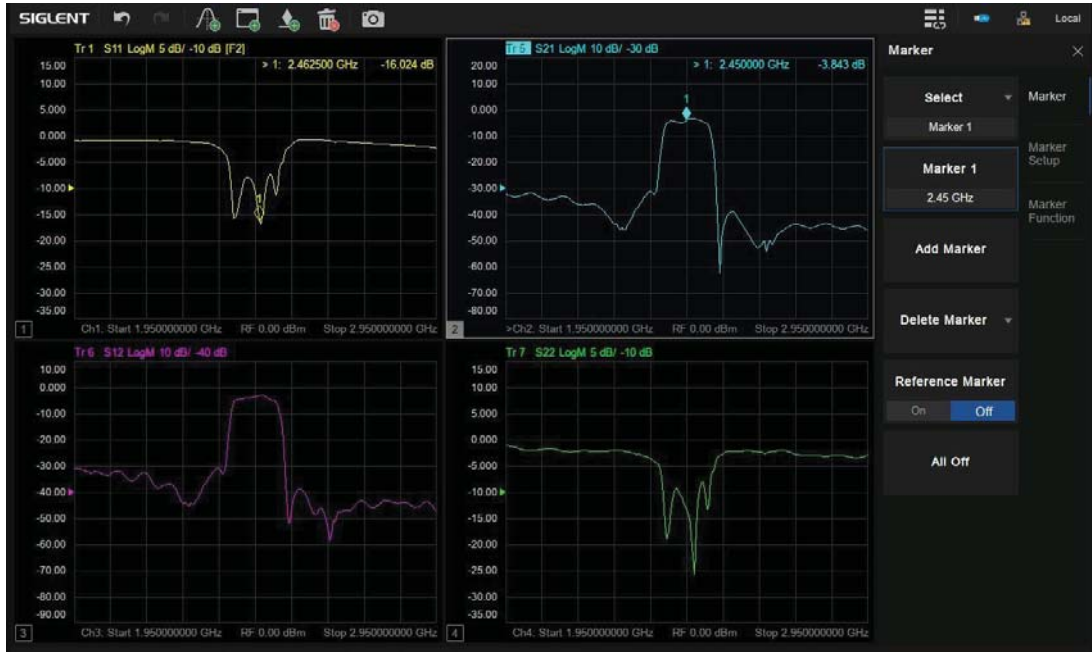 SIGLENT
Local
Tr 1 S11 LogM 5 dB/ -10 dB [F2]
> 1: 2.462500 GHz -16.024 dB
15.00
10.00
5.000
0.000
-5.000
-10.00
-15.00
-20.00
-25.00
-30.00
-35.00
1
1
Ch1. Start 1.950000000 GHz RF 0.00 dBm Stop 2.950000000 GHz
Tr 5 S21 LogM 10 dB/ -30 dB
> 1: 2.450000 GHz -3.843 dB
20.00
10.00
0.000
-10.00
-20.00
-30.00
-40.00
-50.00
-60.00
-70.00
-80.00
1
2
>Ch2. Start 1.950000000 GHz RF 0.00 dBm Stop 2.950000000 GHz
Tr 6 S12 LogM 10 dB/ -40 dB
10.00
0.000
-10.00
-20.00
-30.00
-40.00
-50.00
-60.00
-70.00
-80.00
-90.00
3
Ch3. Start 1.950000000 GHz RF 0.00 dBm Stop 2.950000000 GHz
Tr 7 S22 LogM 5 dB/ -10 dB
15.00
10.00
5.000
0.000
-5.000
-10.00
-15.00
-20.00
-25.00
-30.00
-35.00
4
Ch4. Start 1.950000000 GHz RF 0.00 dBm Stop 2.950000000 GHz
Marker
Select
Marker 1
Marker 1
2.45 GHz
Add Marker
Delete Marker
Reference Marker
On Off
All Off
Marker
Marker
Setup
Marker
Function